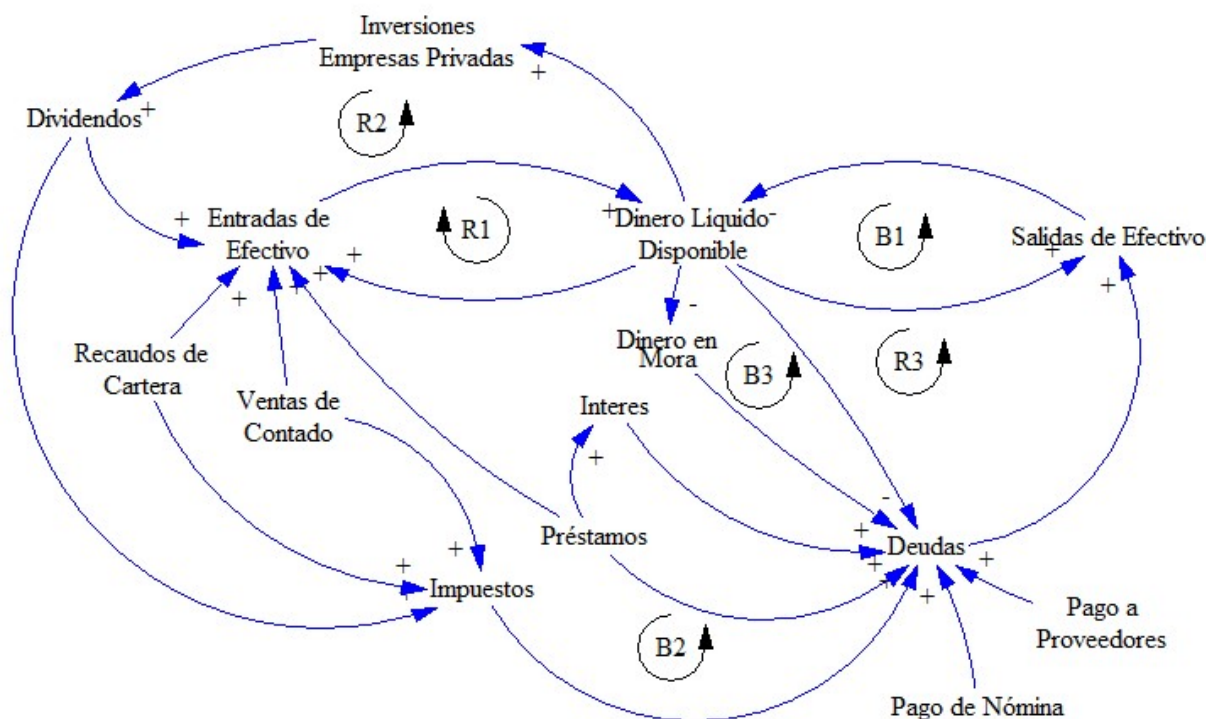 Inversiones
Empresas Privadas
+
Dividendos
+
R2
+
Entradas de
Efectivo
+
+
+
+
R1
+
Dinero Líquido
Disponible
-
B1
Salidas de Efectivo
+
+
Recaudos de
Cartera
Ventas de
Contado
-
Dinero en
Mora
B3
R3
Interes
+
Préstamos
-
+
Deudas
+
+
+
+
+
Impuestos
+
+
+
B2
Pago a
Proveedores
Pago de Nómina